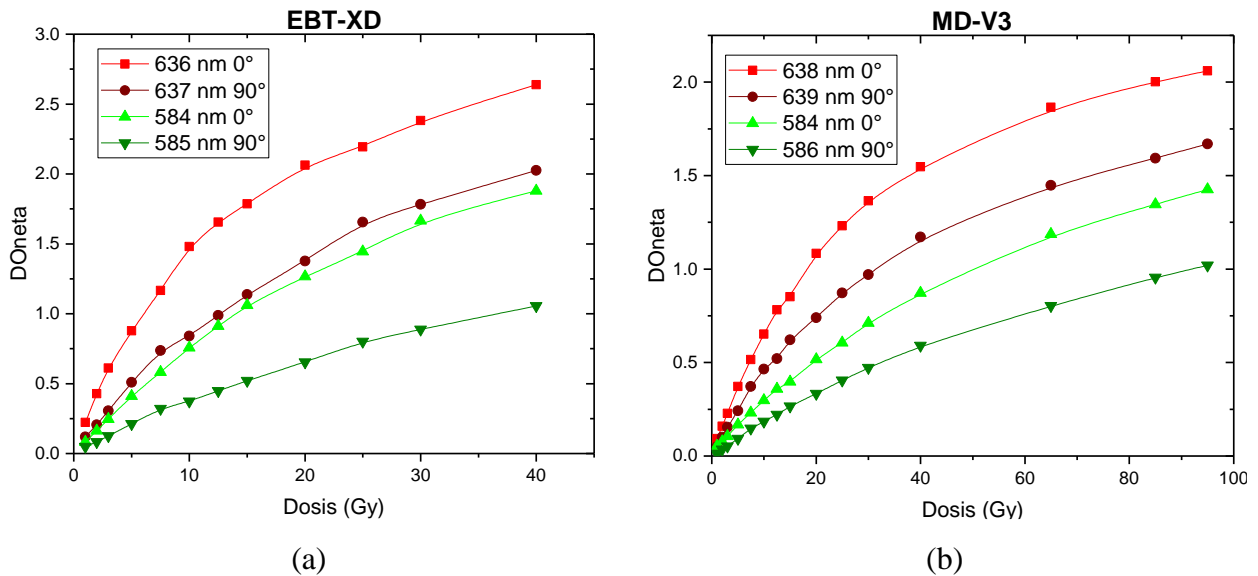 EBT-XD
636 nm 0°
637 nm 90°
584 nm 0°
585 nm 90°
3.0
2.5
2.0
1.5
1.0
0.5
0.0
DOneta
0 10 20 30 40
Dosis (Gy)
(a)
MD-V3
638 nm 0°
639 nm 90°
584 nm 0°
586 nm 90°
2.0
1.5
1.0
0.5
0.0
DOneta
0 20 40 60 80 100
Dosis (Gy)
(b)